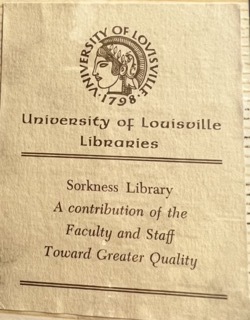 UNIVERSITY OF LOUISVILLE
·1798·
University of Louisville
Libraries
Sorkness Library
A contribution of the
Faculty and Staff
Toward Greater Quality